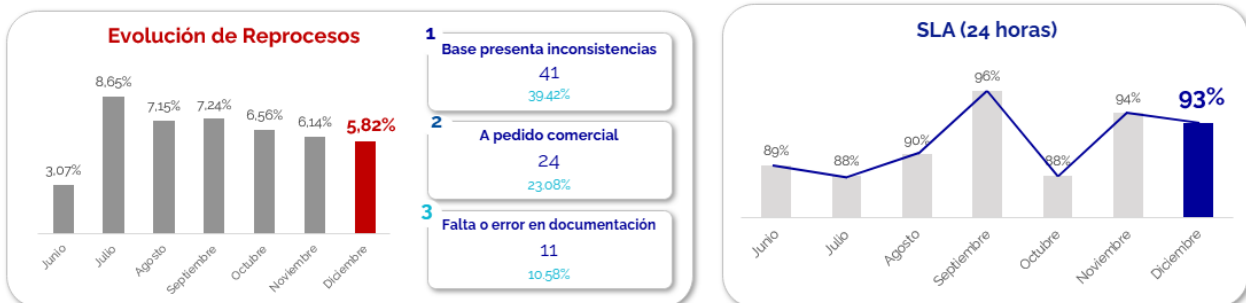 Evolución de Reprocesos
8,65%
7,15%
7,24%
6,56%
6,14%
5,82%
3,07%
Junio
Julio
Agosto
Septiembre
Octubre
Noviembre
Diciembre
1
Base presenta inconsistencias
41
39.42%
2
A pedido comercial
24
23.08%
3
Falta o error en documentación
11
10.58%
SLA (24 horas)
89%
88%
90%
96%
88%
94%
93%
Junio
Julio
Agosto
Septiembre
Octubre
Noviembre
Diciembre